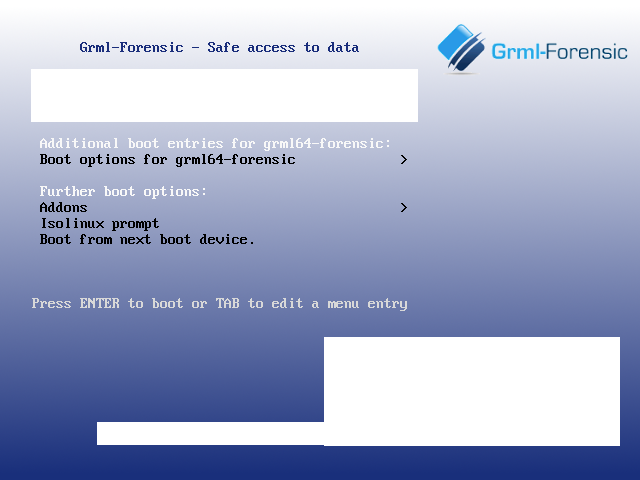 Grml-Forensic - Safe access to data
Grml-Forensic
Additional boot entries for grml64-forensic:
Boot options for grml64-forensic >
Further boot options:
Addons >
Isolinux prompt
Boot from next boot device.
Press ENTER to boot or TAB to edit a menu entry